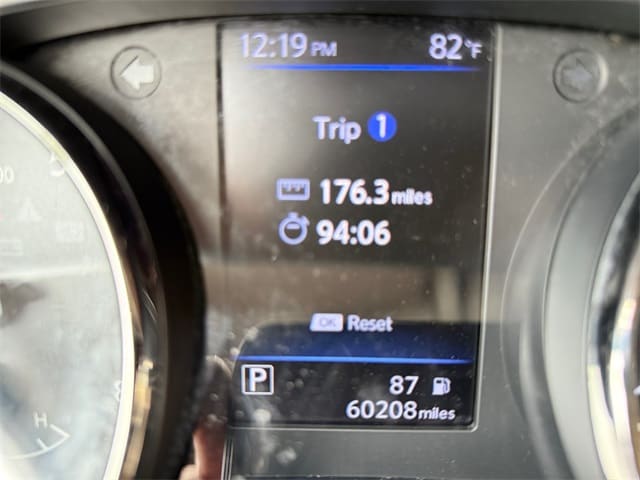 12:19 PM 82°F
Trip 1
176.3 miles
94:06
OK Reset
P 87
60208 miles
H